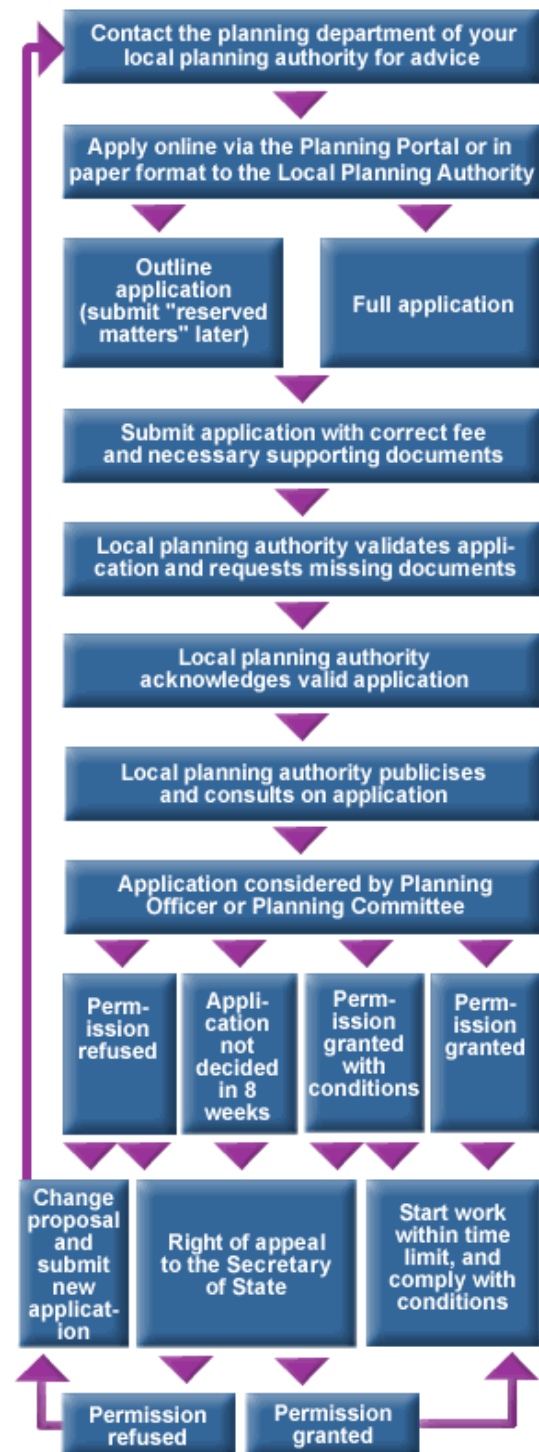 Contact the planning department of your
local planning authority for advice
Apply online via the Planning Portal or in
paper format to the Local Planning Authority
Outline
application
(submit "reserved
matters" later)
Full application
Submit application with correct fee
and necessary supporting documents
Local planning authority validates appli-
cation and requests missing documents
Local planning authority
acknowledges valid application
Local planning authority publicises
and consults on application
Application considered by Planning
Officer or Planning Committee
Perm-
ission
refused
Appli-
cation
not
decided
in 8
weeks
Perm-
ission
granted
with
conditions
Perm-
ission
granted
Change
proposal
and
submit
new
applicat-
ion
Right of appeal
to the Secretary
of State
Start work
within time
limit, and
comply with
conditions
Permission
refused
Permission
granted